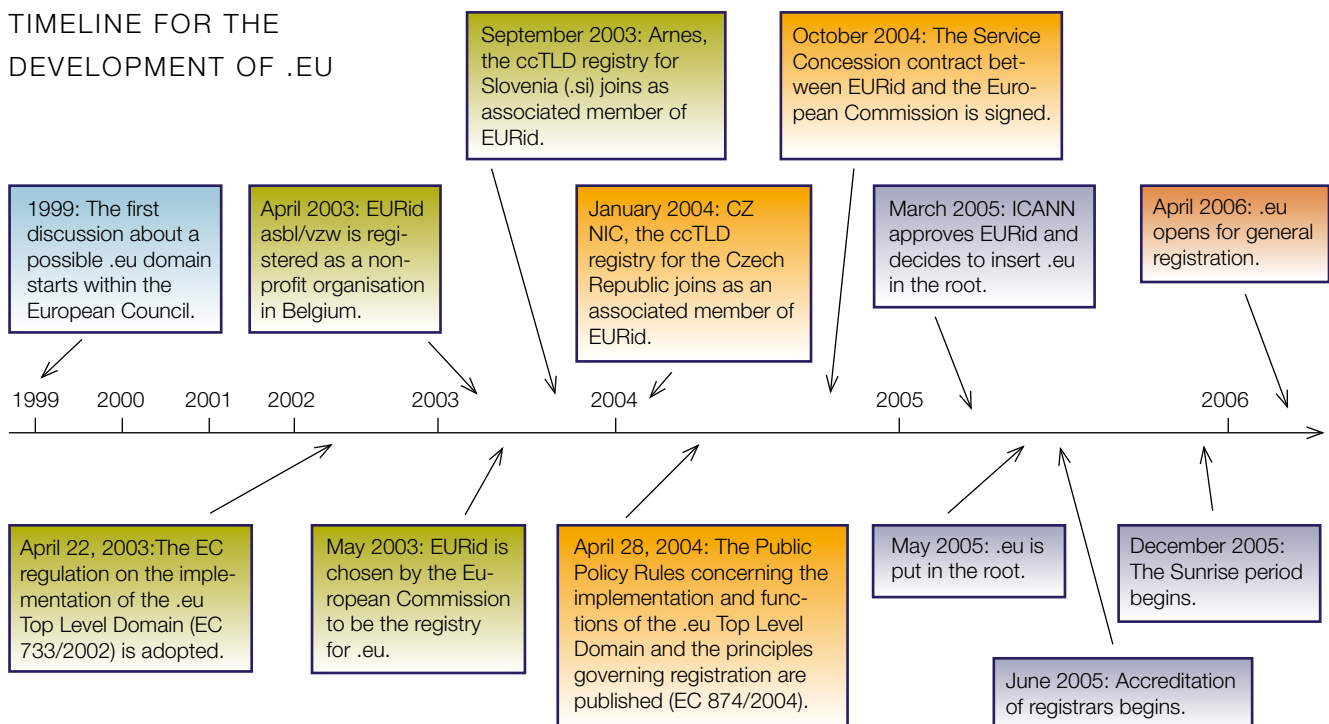 TIMELINE FOR THE
DEVELOPMENT OF .EU
September 2003: Arnes,
the ccTLD registry for
Slovenia (.si) joins as
associated member of
EURid.
October 2004: The Service
Concession contract bet-
ween EURid and the Euro-
pean Commission is signed.
1999: The first
discussion about a
possible .eu domain
starts within the
European Council.
April 2003: EURid
asbl/vzw is regi-
stered as a non-
profit organisation
in Belgium.
January 2004: CZ
NIC, the ccTLD
registry for the Czech
Republic joins as an
associated member of
EURid.
March 2005: ICANN
approves EURid and
decides to insert .eu
in the root.
April 2006: .eu
opens for general
registration.
1999 2000 2001 2002 2003 2004 2005 2006
April 22, 2003:The EC
regulation on the imple-
mentation of the .eu
Top Level Domain (EC
733/2002) is adopted.
May 2003: EURid is
chosen by the Eu-
ropean Commission
to be the registry
for .eu.
April 28, 2004: The Public
Policy Rules concerning the
implementation and func-
tions of the .eu Top Level
Domain and the principles
governing registration are
published (EC 874/2004).
May 2005: .eu is
put in the root.
December 2005:
The Sunrise period
begins.
June 2005: Accreditation
of registrars begins.